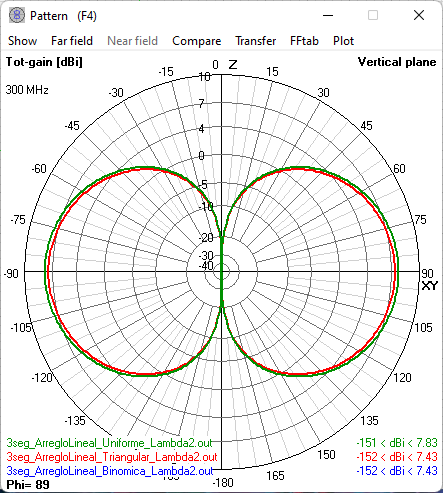 Pattern (F4)
Show Far field Near field Compare Transfer FFtab Plot
Tot-gain [dBi]
Vertical plane
300 MHz
0 Z
-15 15
-30 30
-45 45
-60 60
-75 75
-90 90
XY
-105 105
-120 120
-135 135
-150 150
-165 165
-180
10
7
4
0
-5
-10
-20
-30
-40
3seg_ArregloLineal_Uniforme_Lambda2.out -151 < dBi < 7.83
3seg_ArregloLineal_Triangular_Lambda2.out -152 < dBi < 7.43
3seg_ArregloLineal_Binomica_Lambda2.out -152 < dBi < 7.43
Phi= 89